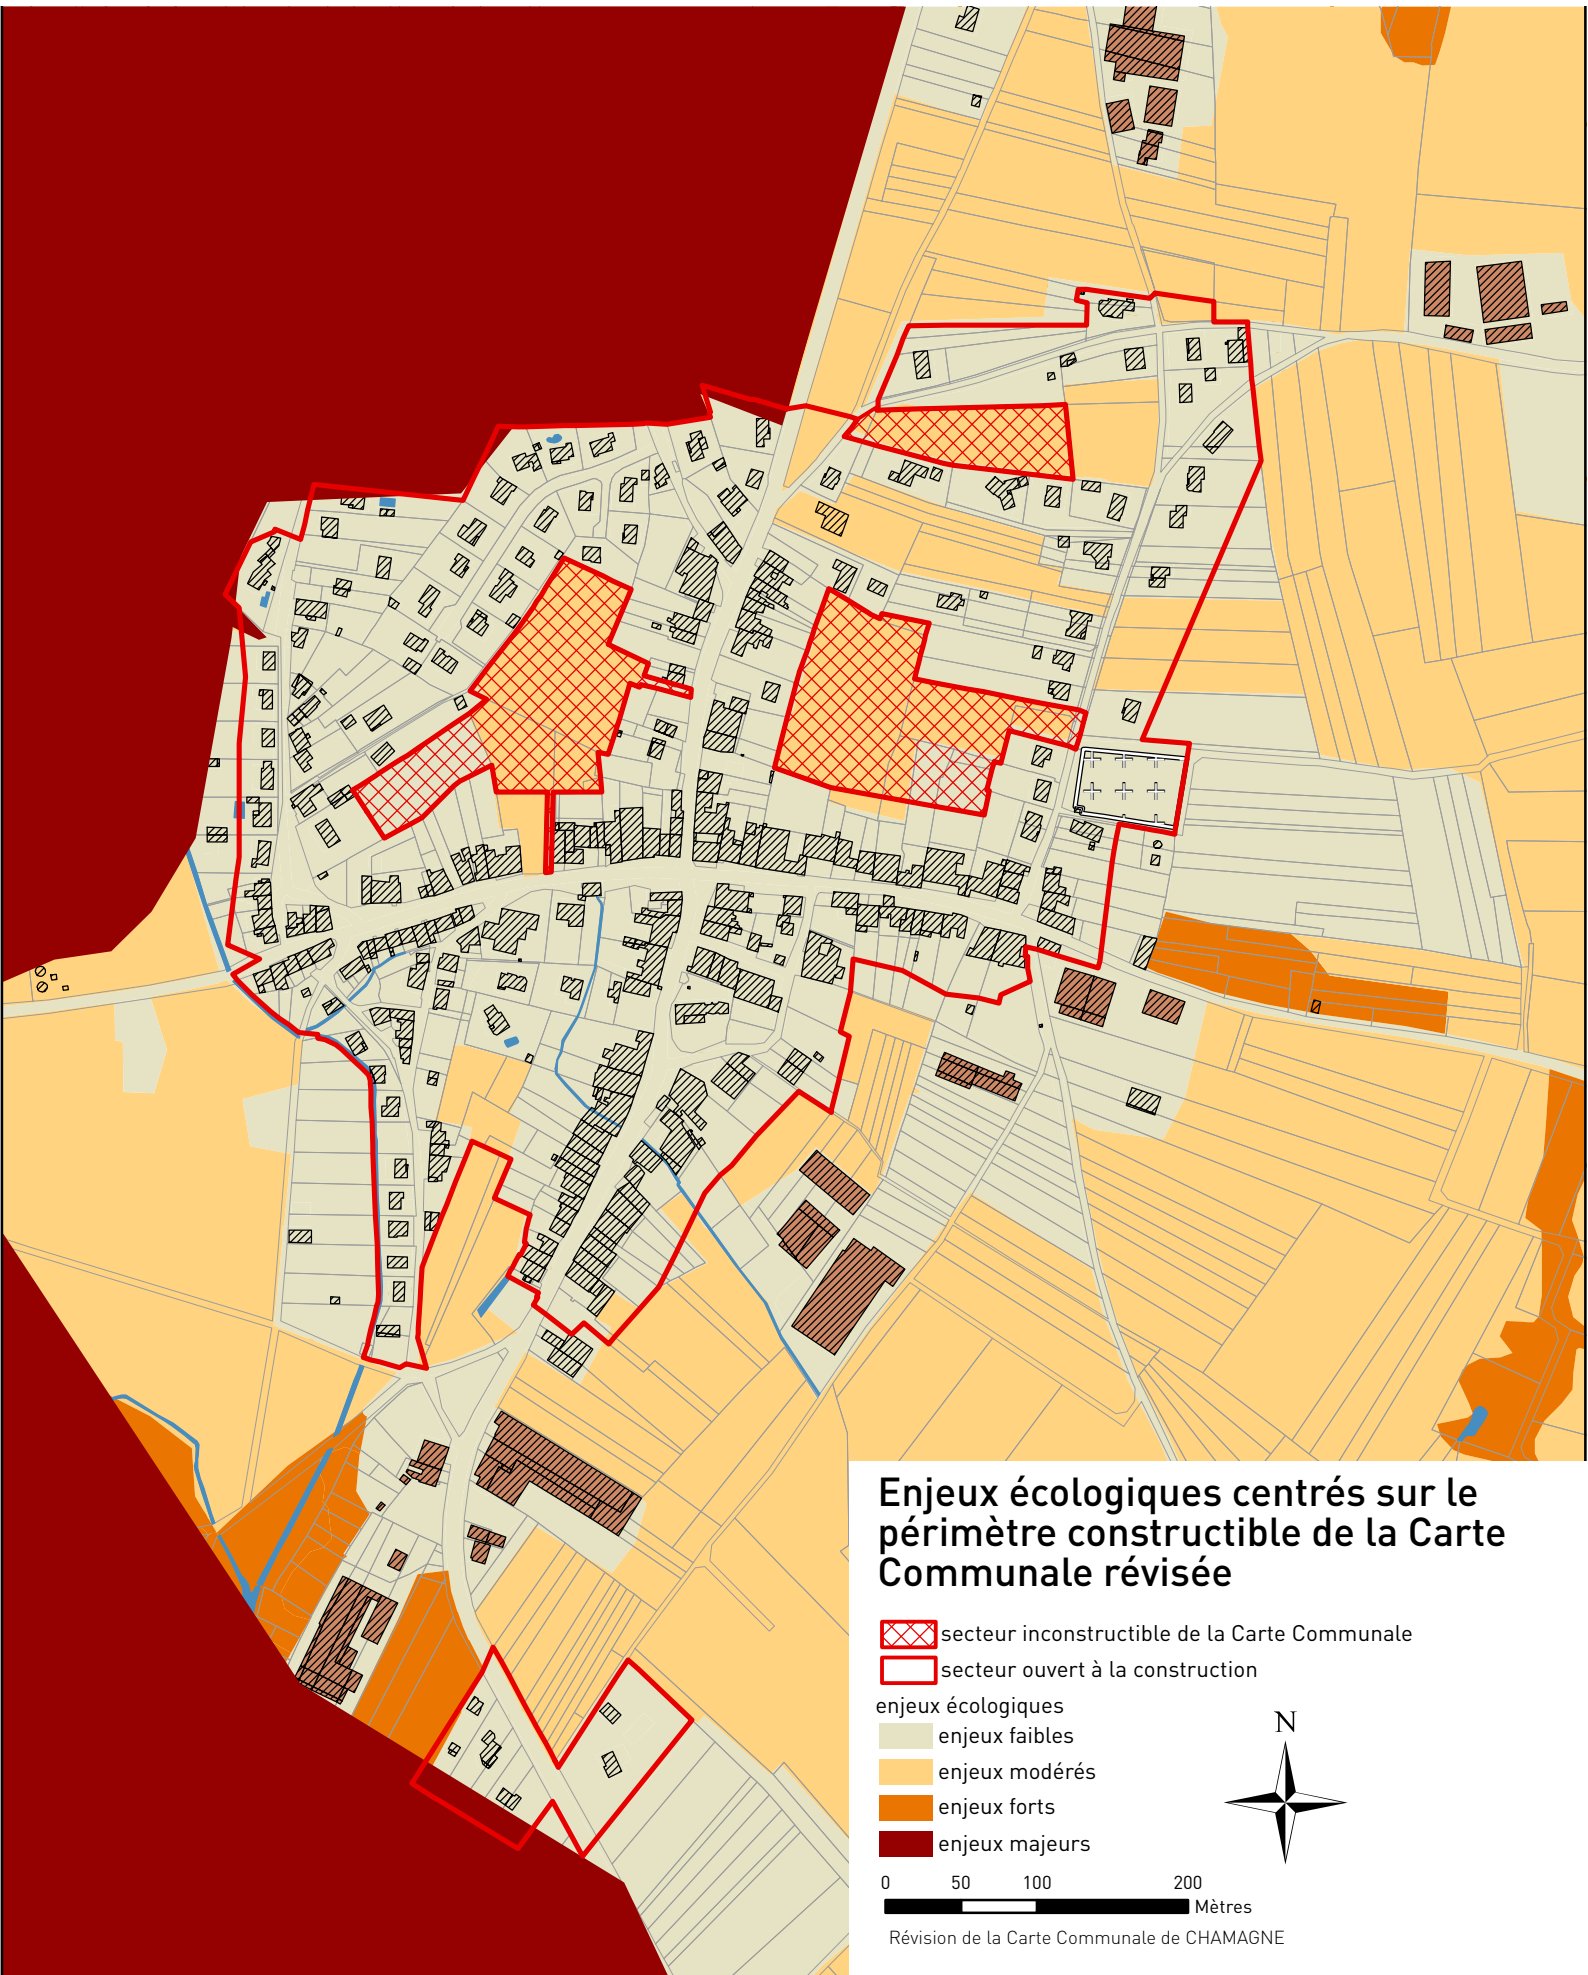 Enjeux écologiques centrés sur le
périmètre constructible de la Carte
Communale révisée
secteur inconstructible de la Carte Communale
secteur ouvert à la construction
enjeux écologiques
enjeux faibles
enjeux modérés
enjeux forts
enjeux majeurs
N
0 50 100 200
Mètres
Révision de la Carte Communale de CHAMAGNE